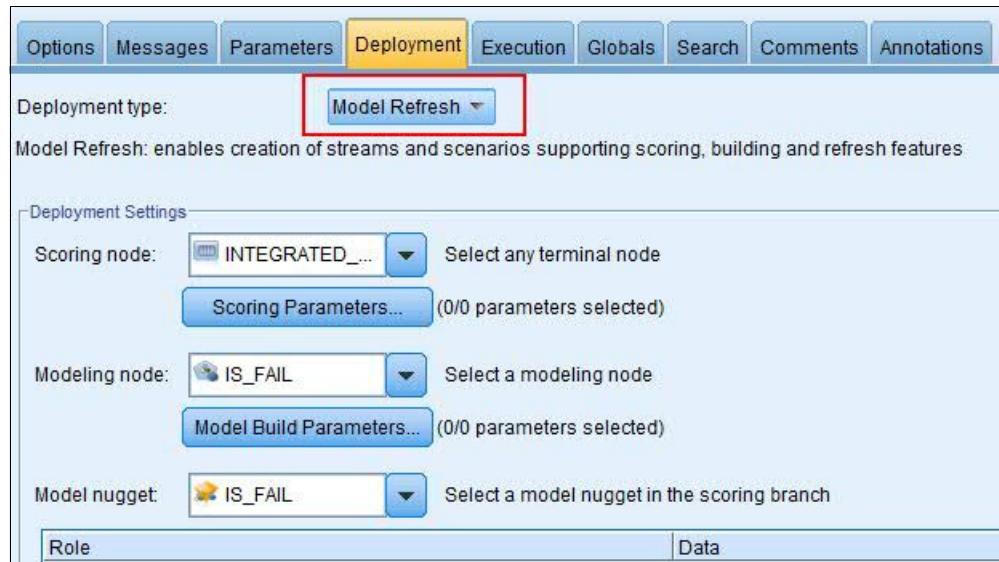 Options Messages Parameters Deployment Execution Globals Search Comments Annotations
Deployment type: Model Refresh
Model Refresh: enables creation of streams and scenarios supporting scoring, building and refresh features
Deployment Settings
Scoring node: INTEGRATED_... Select any terminal node
Scoring Parameters... (0/0 parameters selected)
Modeling node: IS_FAIL Select a modeling node
Model Build Parameters... (0/0 parameters selected)
Model nugget: IS_FAIL Select a model nugget in the scoring branch
Role Data